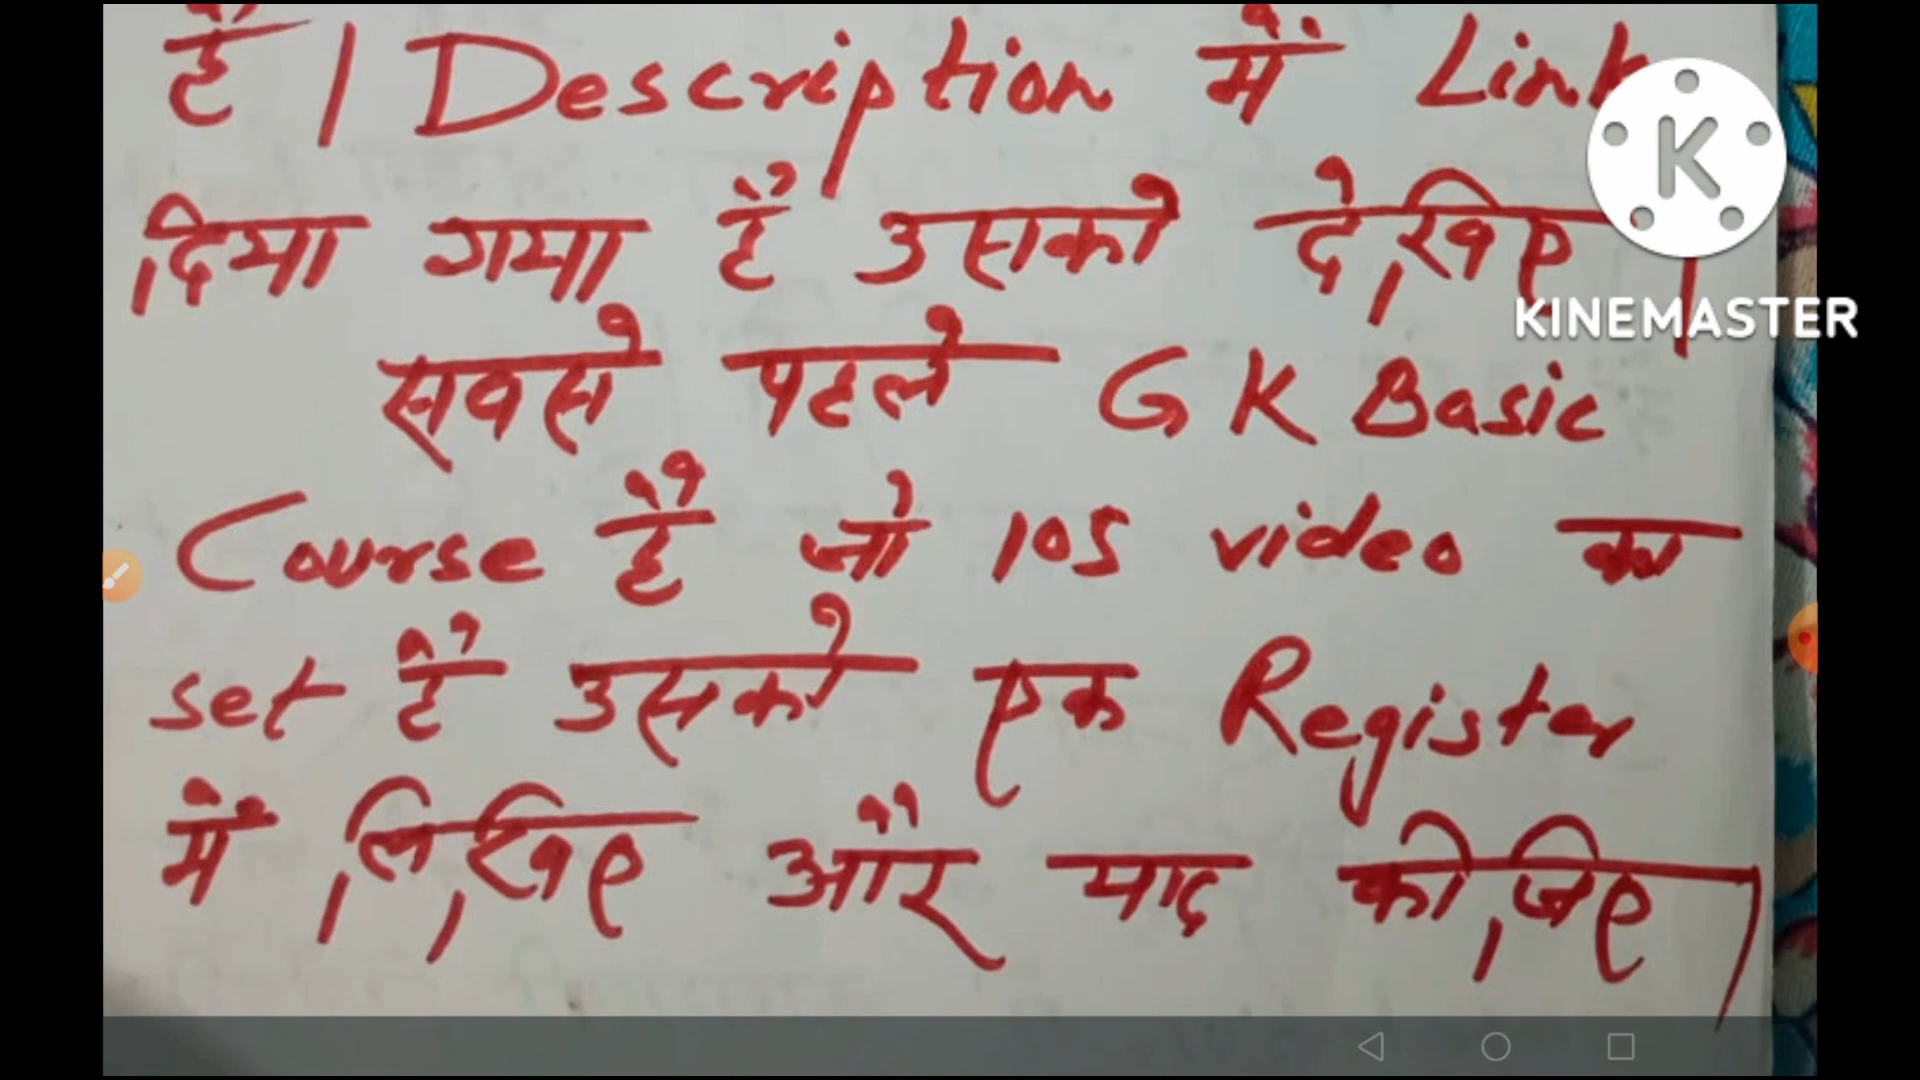 हैं। Description में Link
दिया गया हैं उसको देखिए।
सबसे पहले GK Basic
Course हैं जो 105 video का
set हैं उसको एक Register
में लिखिए और याद कीजिए।
K
KINEMASTER